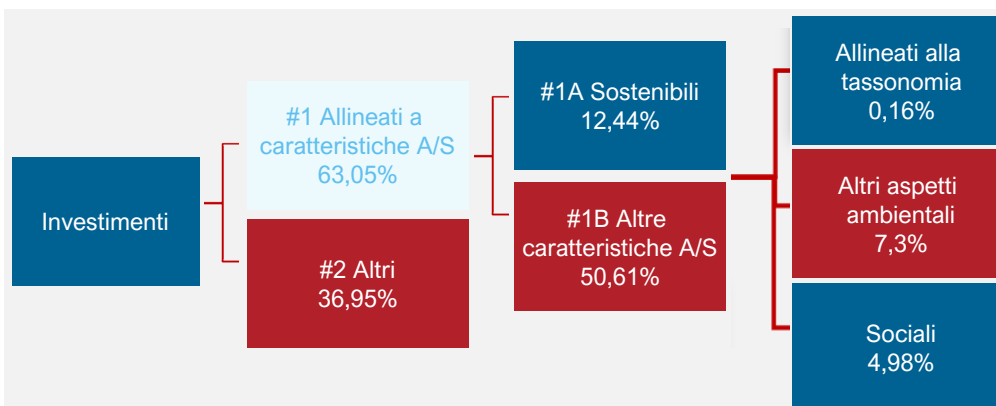 Investimenti
#1 Allineati a
caratteristiche A/S
63,05%
#2 Altri
36,95%
#1A Sostenibili
12,44%
#1B Altre
caratteristiche A/S
50,61%
Allineati alla
tassonomia
0,16%
Altri aspetti
ambientali
7,3%
Sociali
4,98%